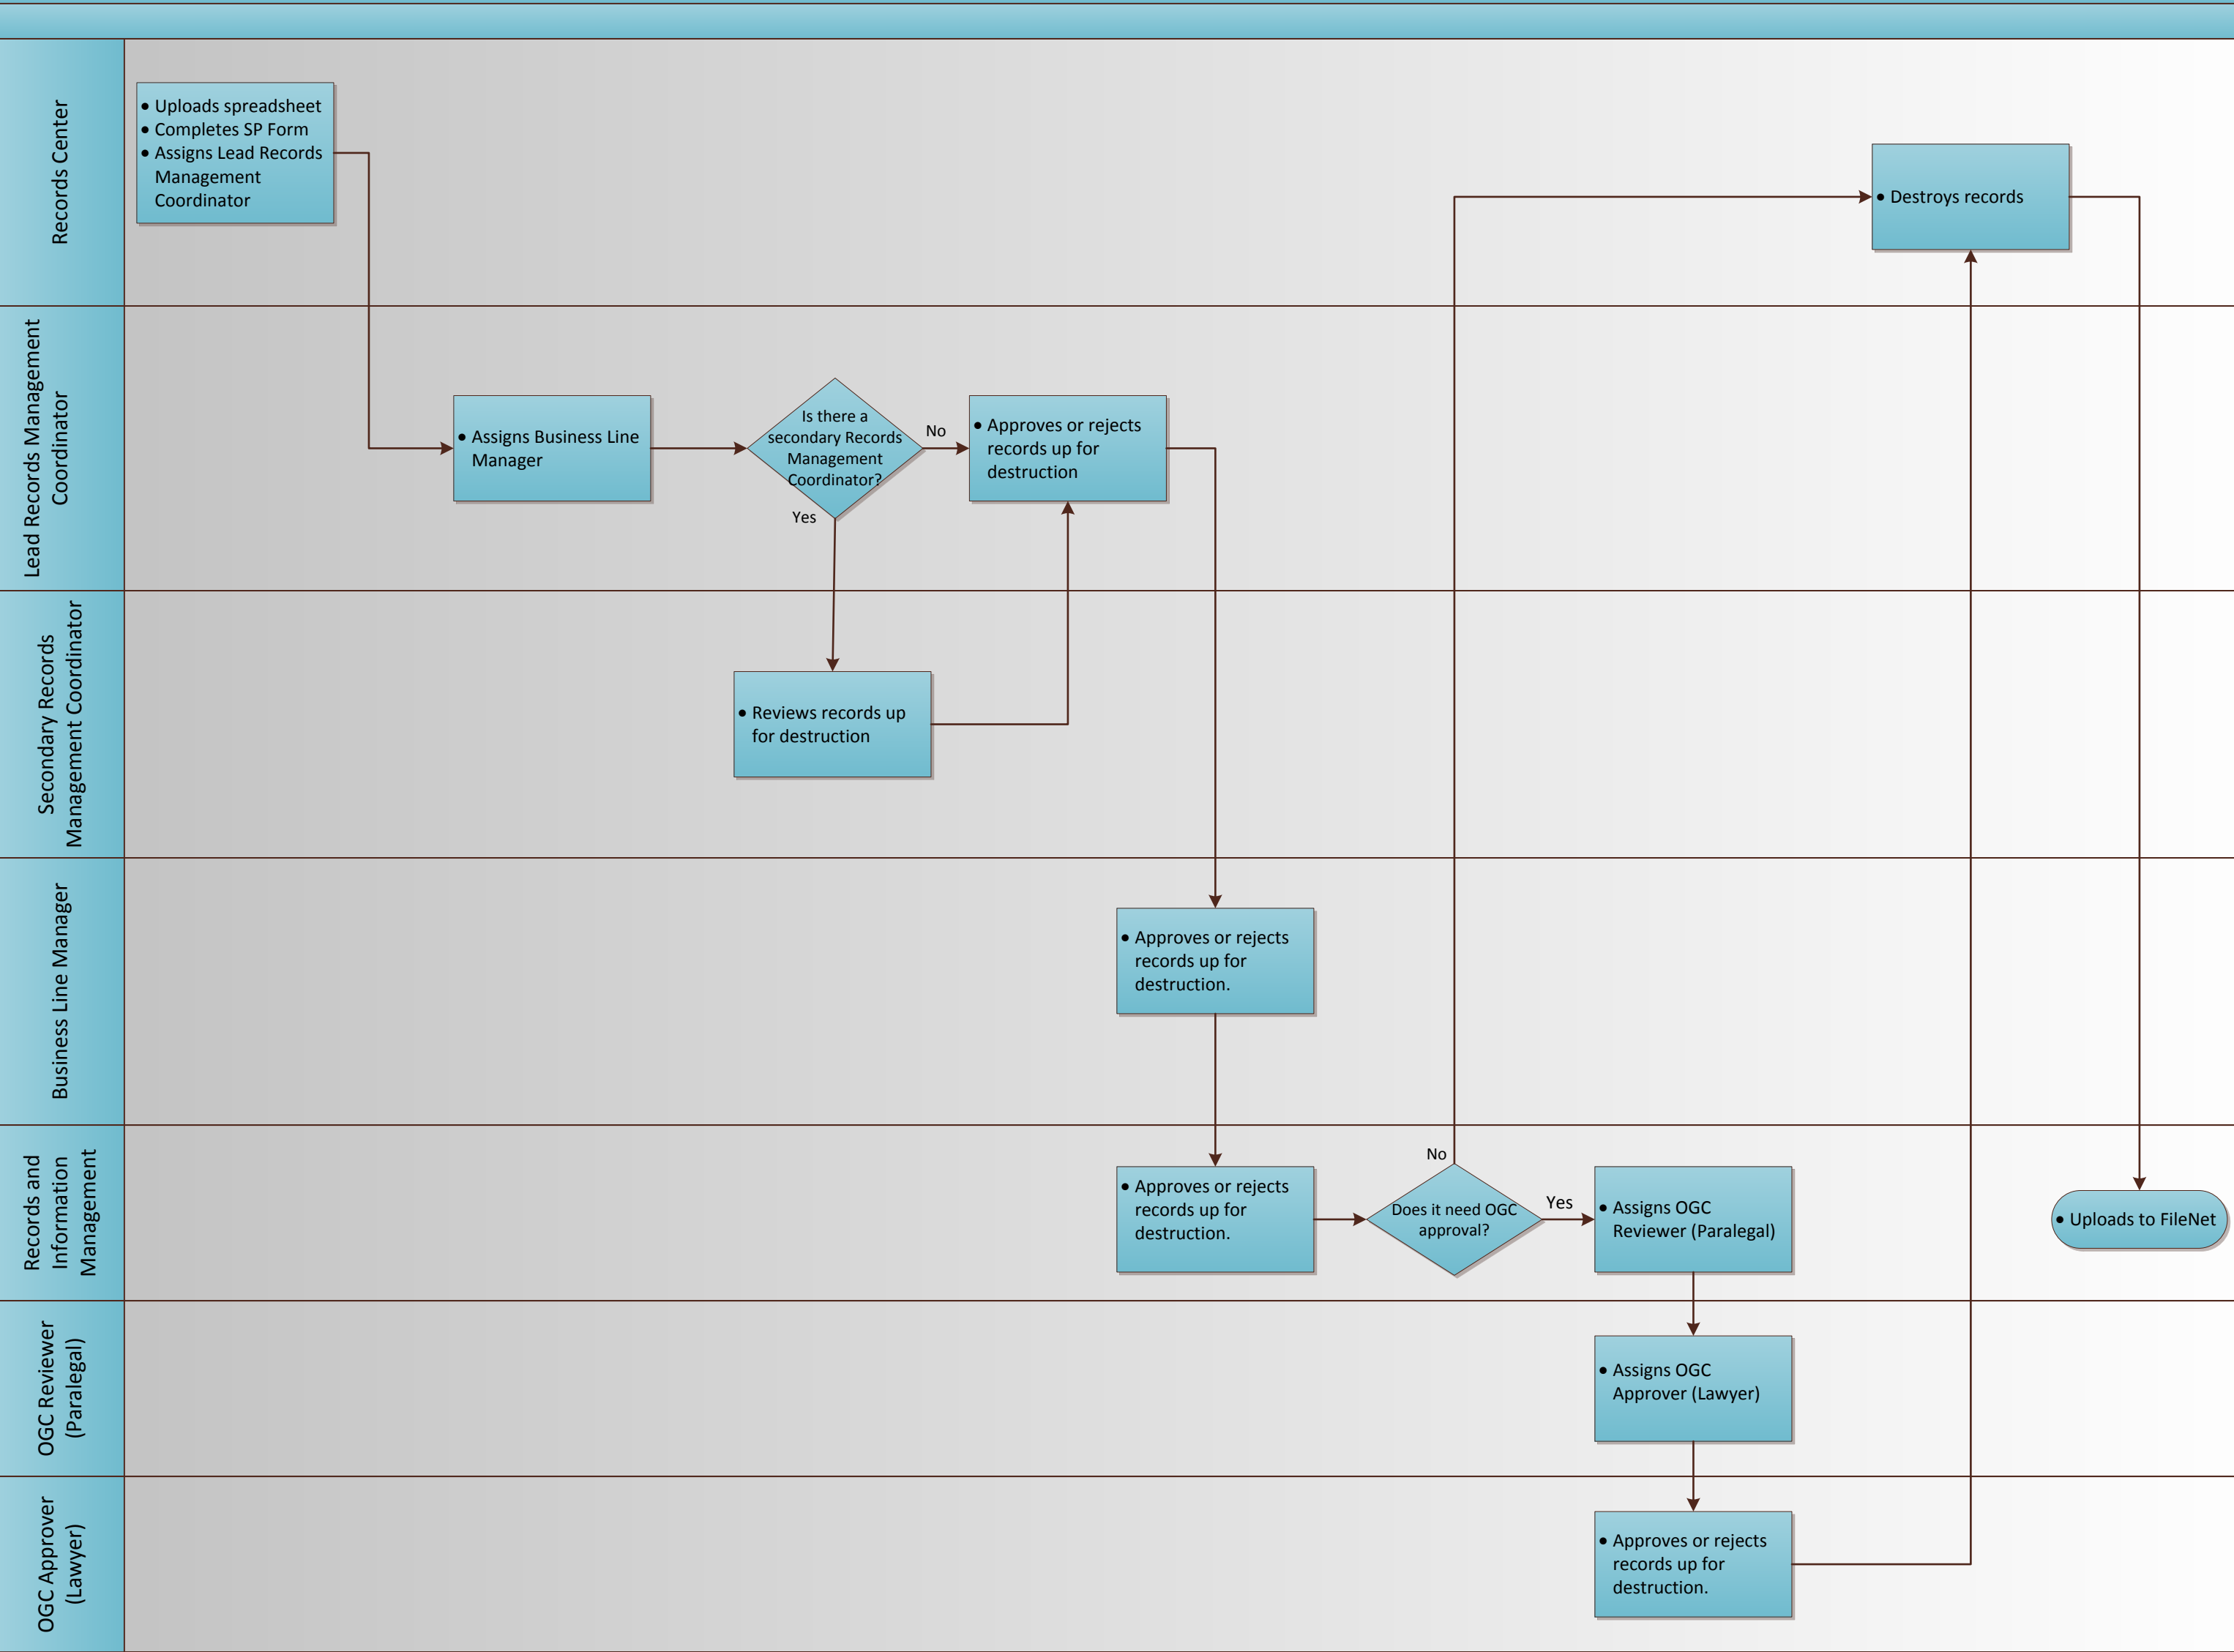 Records Center
• Uploads spreadsheet
• Completes SP Form
• Assigns Lead Records
Management
Coordinator
• Destroys records
Lead Records Management
Coordinator
• Assigns Business Line
Manager
Is there a
secondary Records
Management
Coordinator?
No
Yes
• Approves or rejects
records up for
destruction
Secondary Records
Management Coordinator
• Reviews records up
for destruction
Business Line Manager
• Approves or rejects
records up for
destruction.
Records and
Information
Management
• Approves or rejects
records up for
destruction.
No
Does it need OGC
approval?
Yes
• Assigns OGC
Reviewer (Paralegal)
• Uploads to FileNet
OGC Reviewer
(Paralegal)
• Assigns OGC
Approver (Lawyer)
OGC Approver
(Lawyer)
• Approves or rejects
records up for
destruction.